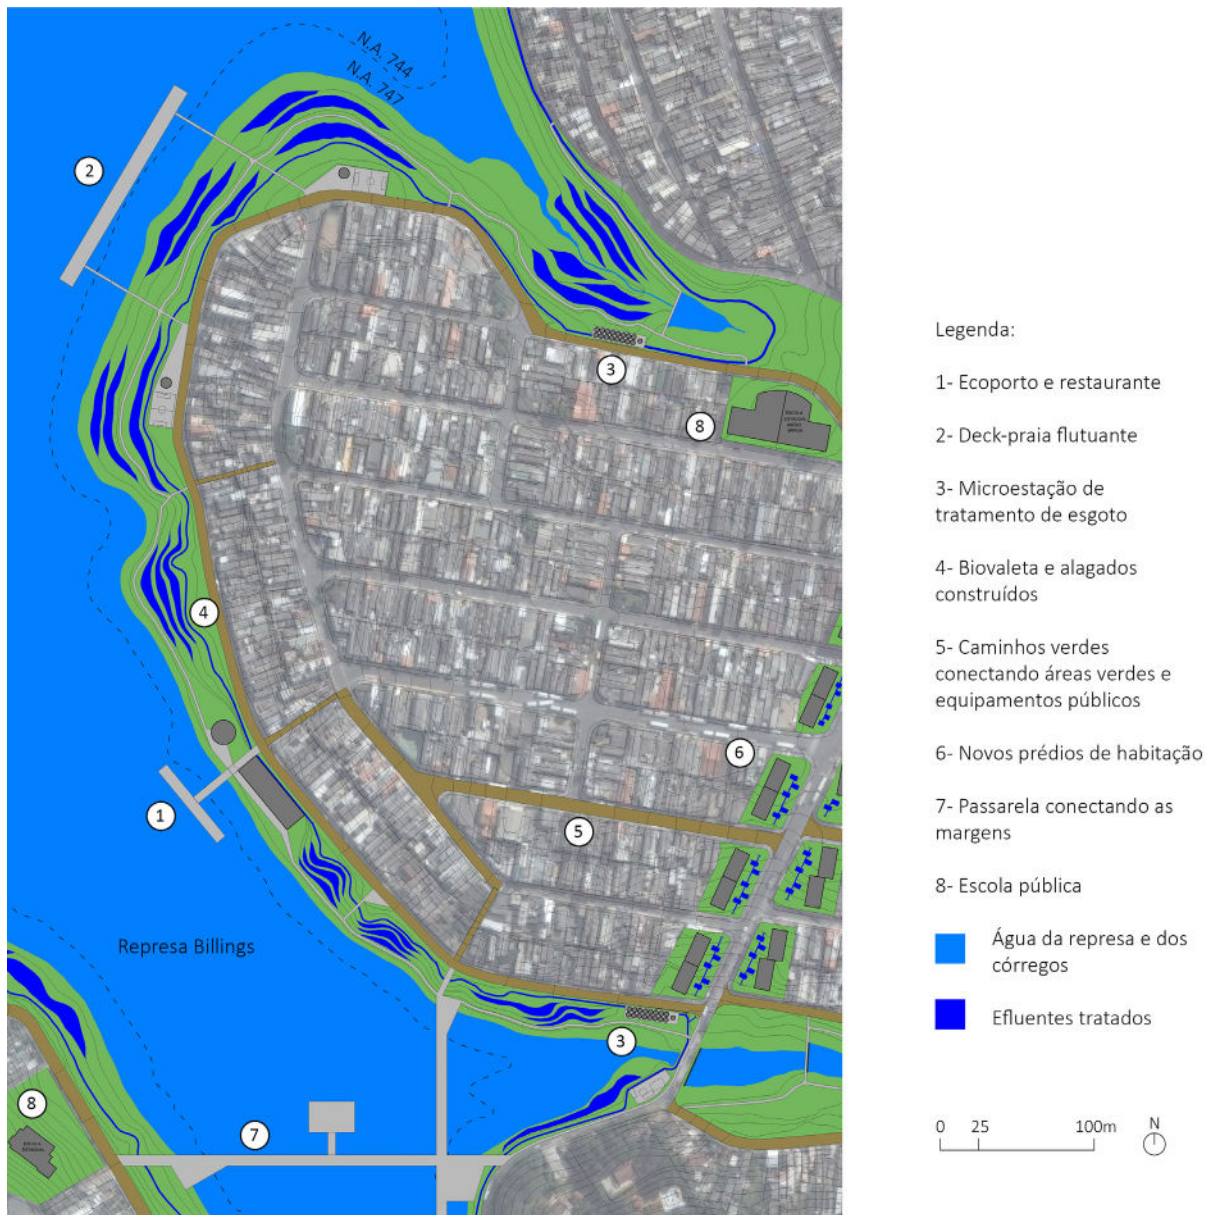 N.A. 744
N.A. 747
2
3
8
4
6
1
5
Represa Billings
3
8
7
Legenda:
1- Ecoporto e restaurante
2- Deck-praia flutuante
3- Microestação de
tratamento de esgoto
4- Biovaleta e alagados
construídos
5- Caminhos verdes
conectando áreas verdes e
equipamentos públicos
6- Novos prédios de habitação
7- Passarela conectando as
margens
8- Escola pública
Água da represa e dos
córregos
Efluentes tratados
0 25 100m
N